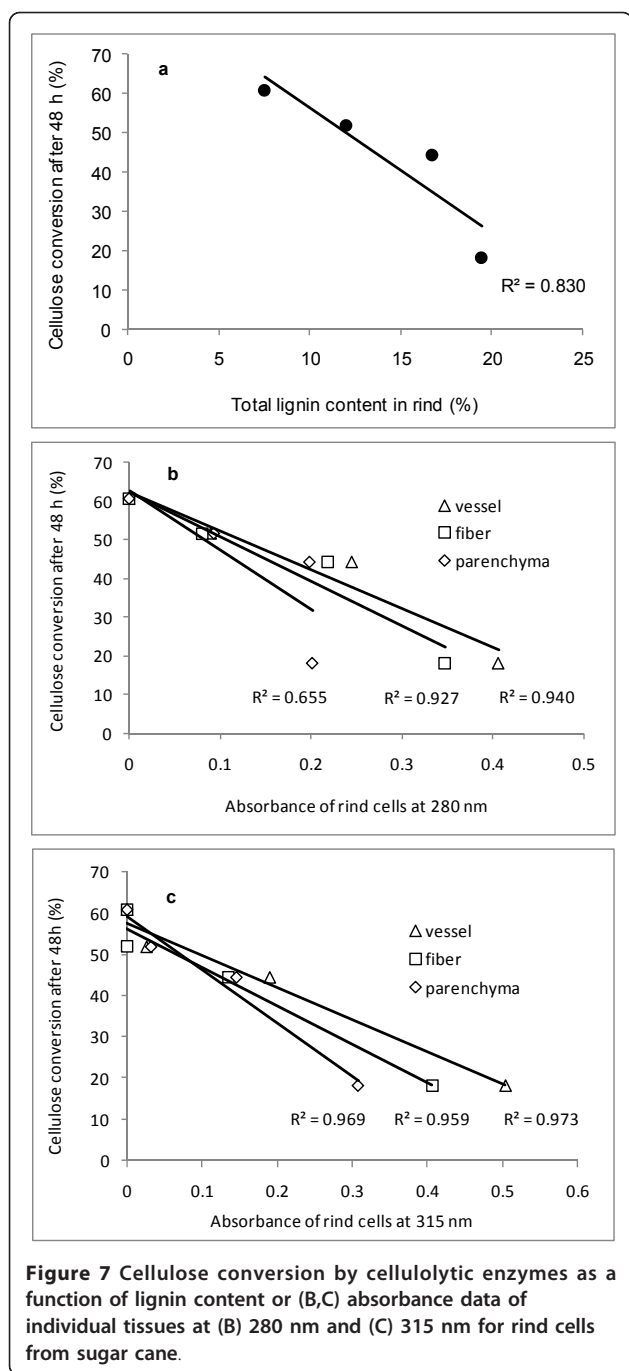 a
Cellulose conversion after 48 h (%)
70
60
50
40
30
20
10
0
0 5 10 15 20 25
R² = 0.830
Total lignin content in rind (%)
b
Cellulose conversion after 48 h (%)
70
60
50
40
30
20
10
0
vessel
fiber
parenchyma
R² = 0.655 R² = 0.927 R² = 0.940
0 0.1 0.2 0.3 0.4 0.5
Absorbance of rind cells at 280 nm
c
Cellulose conversion after 48h (%)
70
60
50
40
30
20
10
0
vessel
fiber
parenchyma
R² = 0.969 R² = 0.959 R² = 0.973
0 0.1 0.2 0.3 0.4 0.5 0.6
Absorbance of rind cells at 315 nm
Figure 7 Cellulose conversion by cellulolytic enzymes as a
function of lignin content or (B,C) absorbance data of
individual tissues at (B) 280 nm and (C) 315 nm for rind cells
from sugar cane.